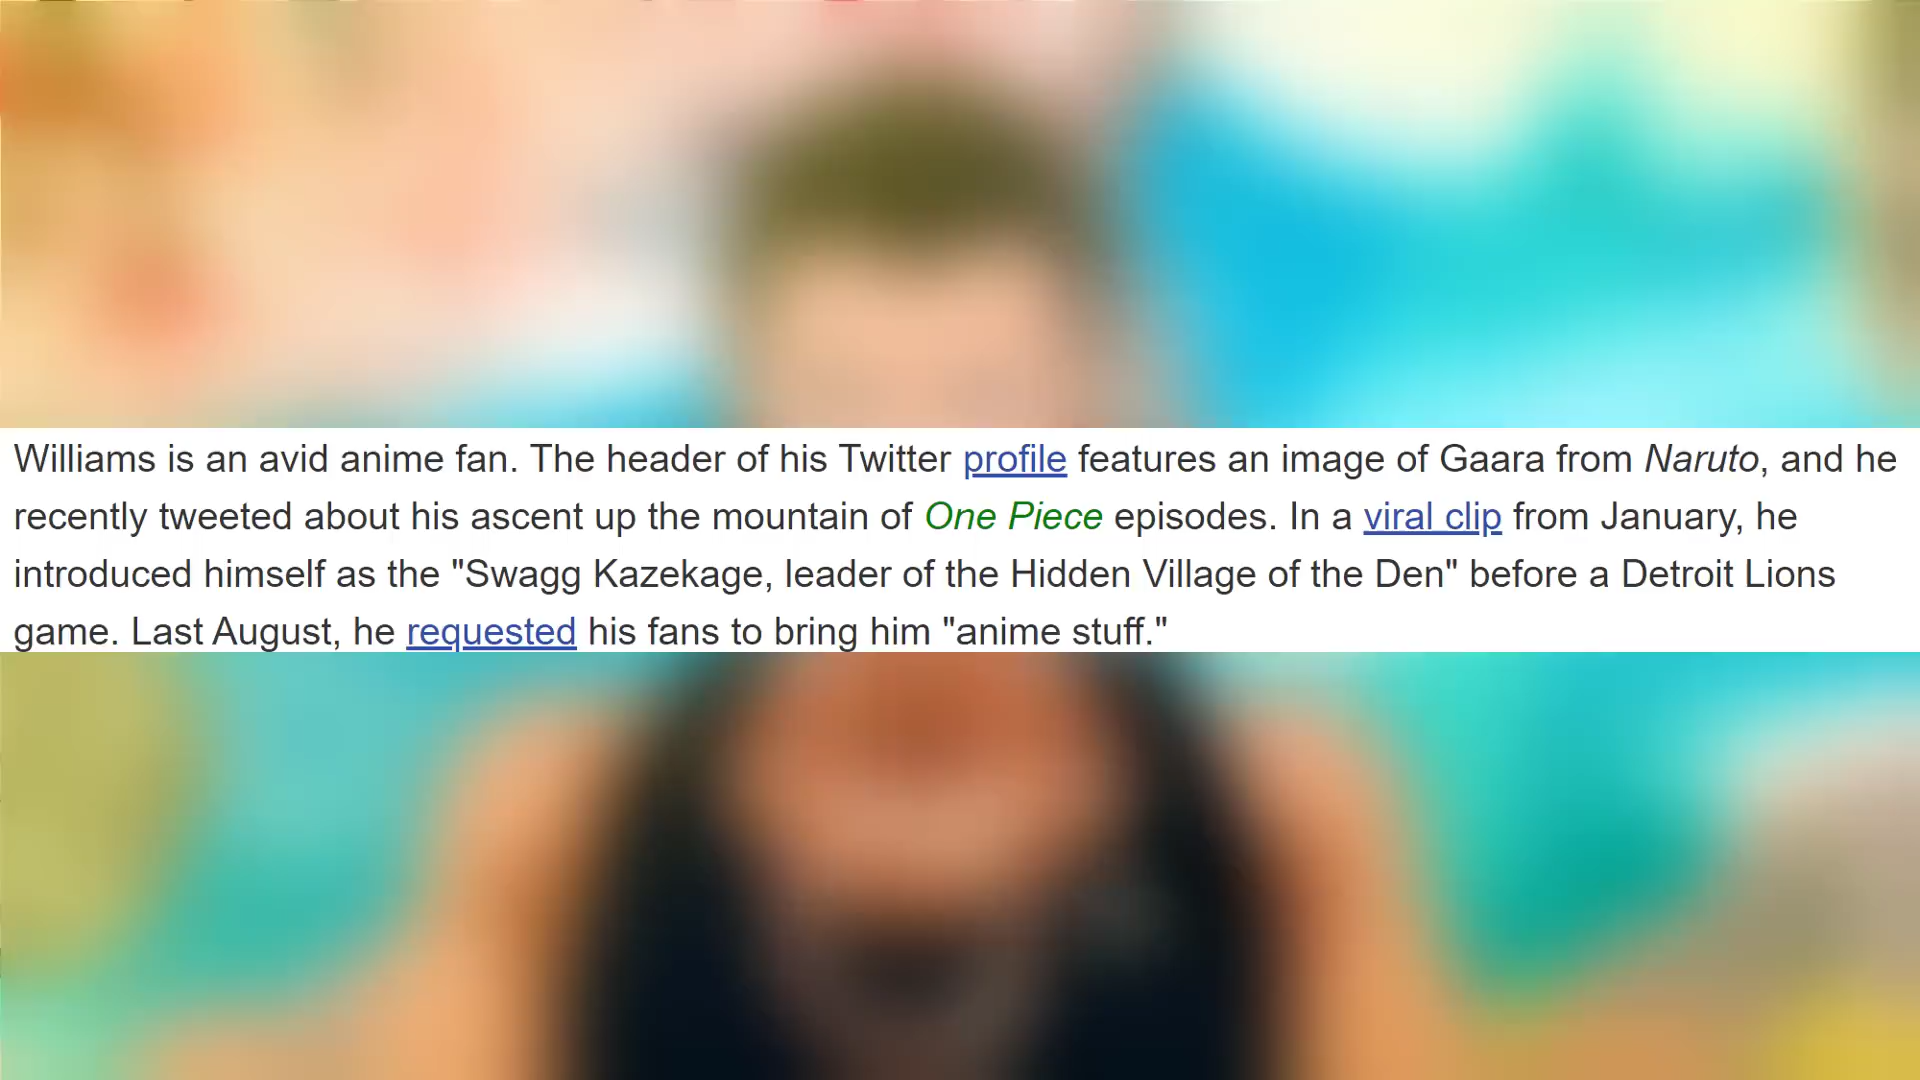 Williams is an avid anime fan. The header of his Twitter profile features an image of Gaara from Naruto, and he
recently tweeted about his ascent up the mountain of One Piece episodes. In a viral clip from January, he
introduced himself as the "Swagg Kazekage, leader of the Hidden Village of the Den" before a Detroit Lions
game. Last August, he requested his fans to bring him "anime stuff."